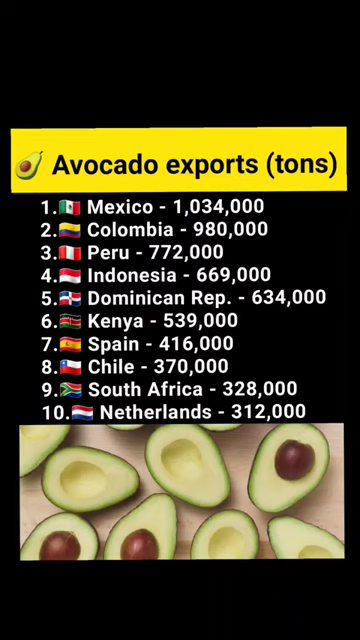 🥑 Avocado exports (tons)
1.🇲🇽 Mexico - 1,034,000
2.🇨🇴 Colombia - 980,000
3.🇵🇪 Peru - 772,000
4.🇮🇩 Indonesia - 669,000
5.🇩🇴 Dominican Rep. - 634,000
6.🇰🇪 Kenya - 539,000
7.🇪🇸 Spain - 416,000
8.🇨🇱 Chile - 370,000
9.🇿🇦 South Africa - 328,000
10.🇳🇱 Netherlands - 312,000